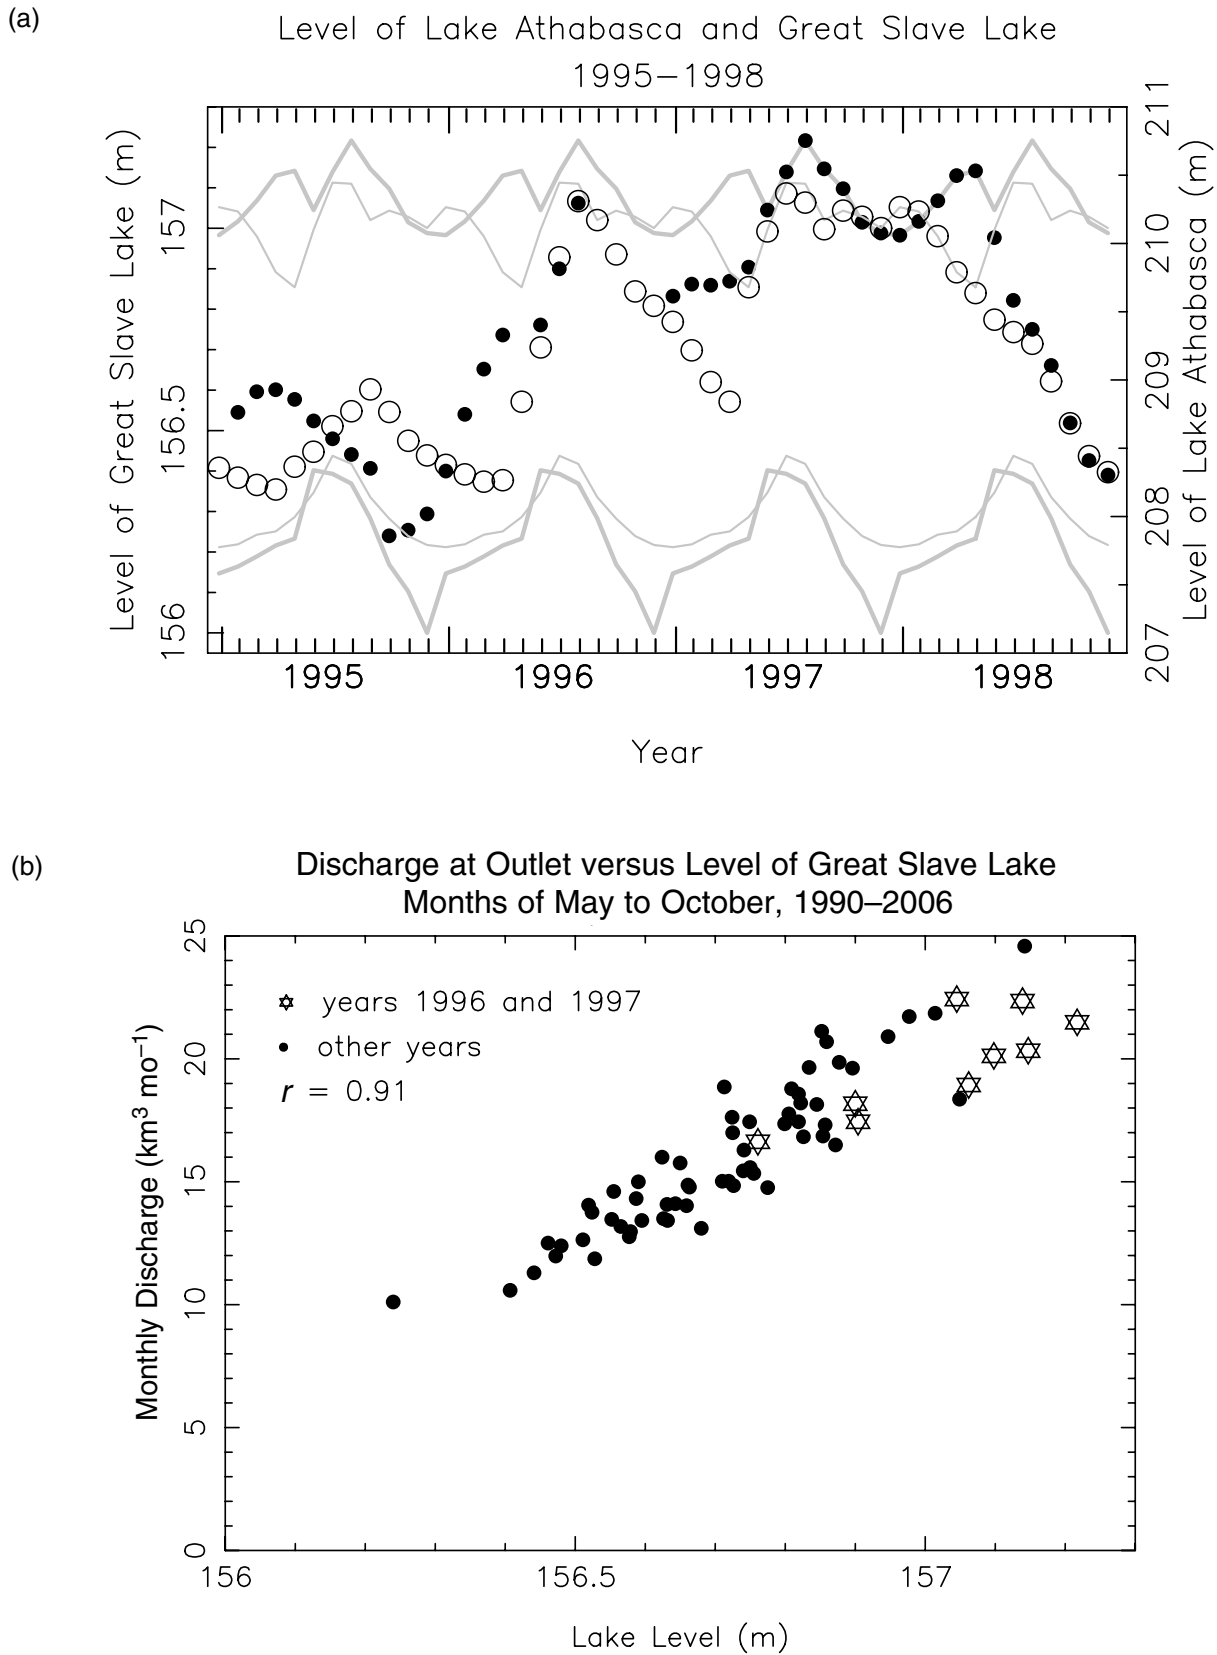 (a)
Level of Lake Athabasca and Great Slave Lake
1995−1998
Level of Great Slave Lake (m)
157
156.5
156
211
210
209
208
207
Level of Lake Athabasca (m)
1995 1996 1997 1998
Year
(b)
Discharge at Outlet versus Level of Great Slave Lake
Months of May to October, 1990–2006
Monthly Discharge (km³ mo⁻¹)
25
20
15
10
5
0
years 1996 and 1997
other years
r = 0.91
156 156.5 157
Lake Level (m)